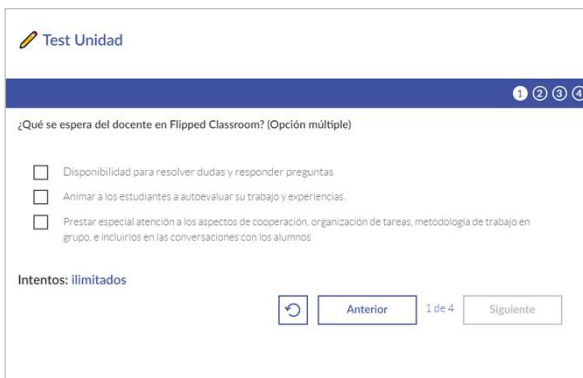 Test Unidad
1 2 3 4
¿Qué se espera del docente en Flipped Classroom? (Opción múltiple)
Disponibilidad para resolver dudas y responder preguntas
Animar a los estudiantes a autoevaluar su trabajo y experiencias.
Prestar especial atención a los aspectos de cooperación, organización de tareas, metodología de trabajo en
grupo, e incluirlos en las conversaciones con los alumnos
Intentos: ilimitados
Anterior 1 de 4 Siguiente